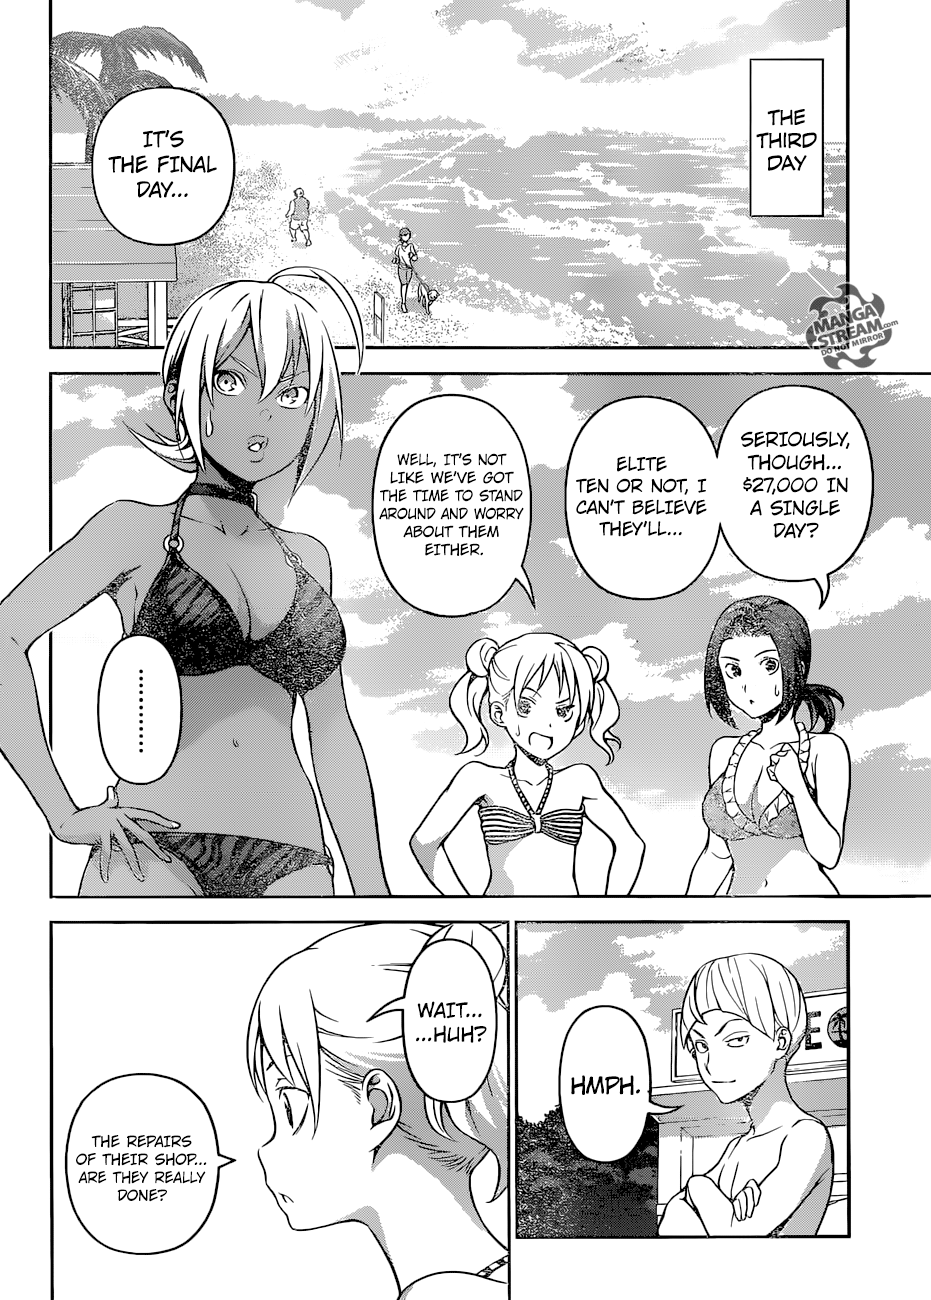 THE
THIRD
DAY
IT'S
THE FINAL
DAY...
MANGA
STREAM.com
DO NOT MIRROR
SERIOUSLY,
THOUGH...
$27,000 IN
A SINGLE
DAY?
ELITE
TEN OR NOT, I
CAN'T BELIEVE
THEY'LL...
WELL, IT'S NOT
LIKE WE'VE GOT
THE TIME TO STAND
AROUND AND WORRY
ABOUT THEM
EITHER.
.........
HMPH.
E
WAIT...
...HUH?
THE REPAIRS
OF THEIR SHOP...
ARE THEY REALLY
DONE?